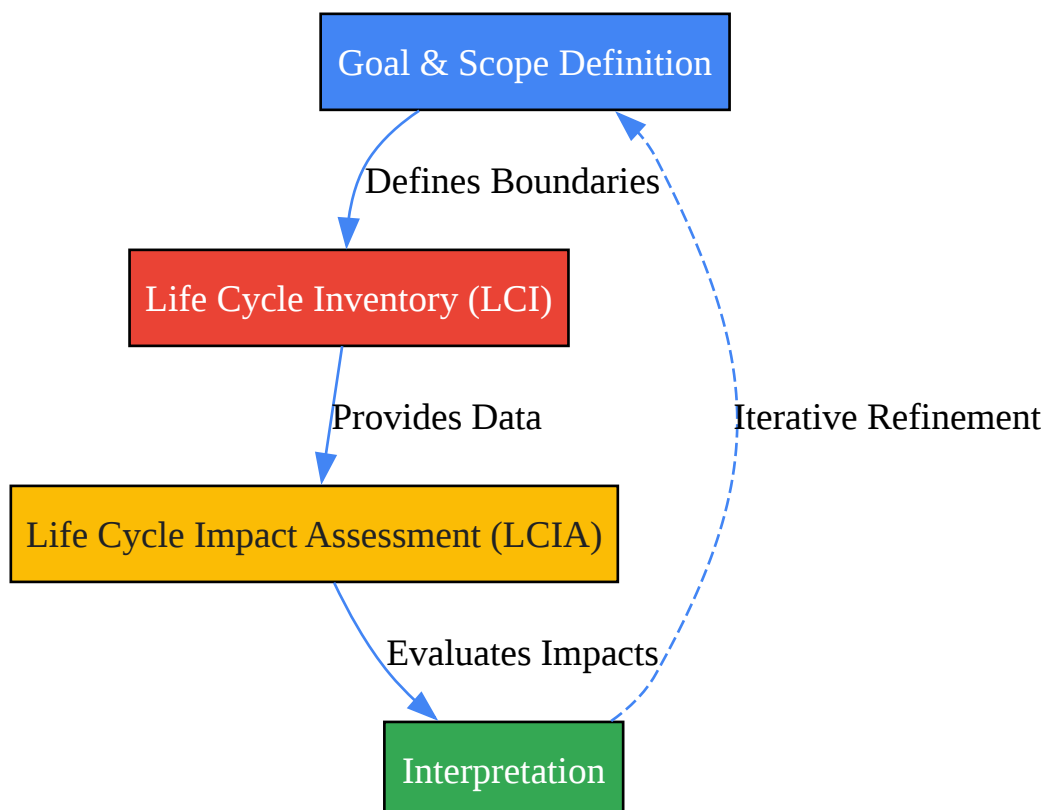 Goal & Scope Definition
Defines Boundaries
Life Cycle Inventory (LCI)
Provides Data
Iterative Refinement
Life Cycle Impact Assessment (LCIA)
Evaluates Impacts
Interpretation